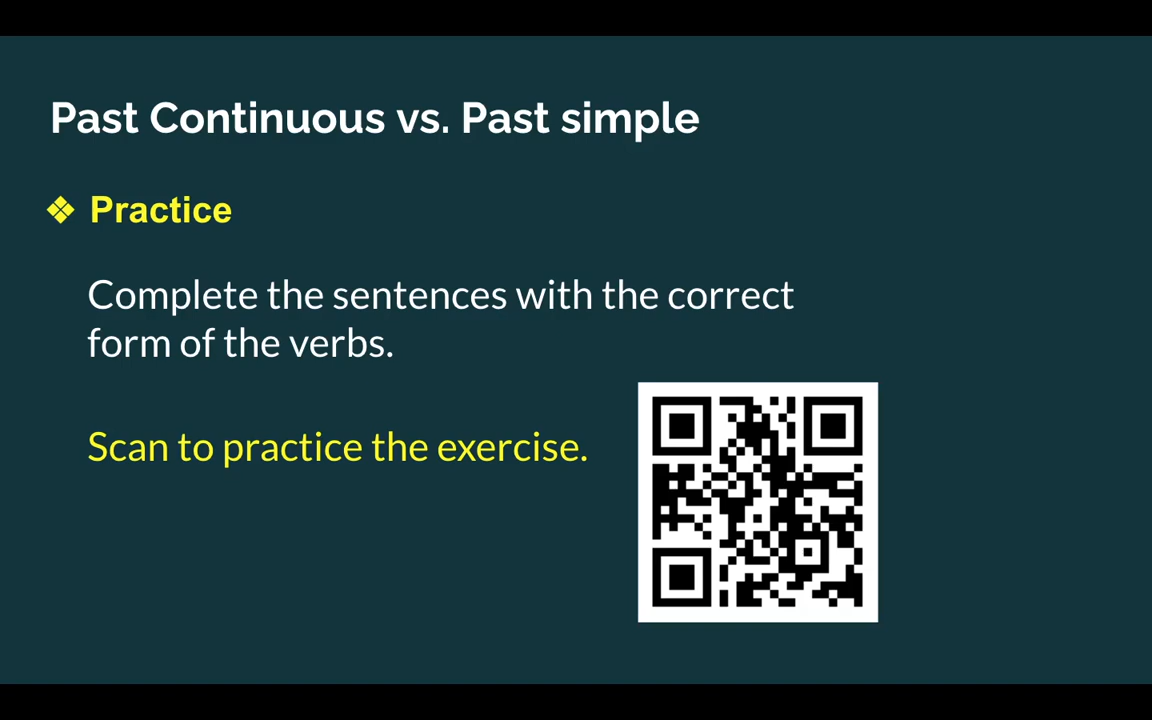 Past Continuous vs. Past simple
❖ Practice
Complete the sentences with the correct
form of the verbs.
Scan to practice the exercise.